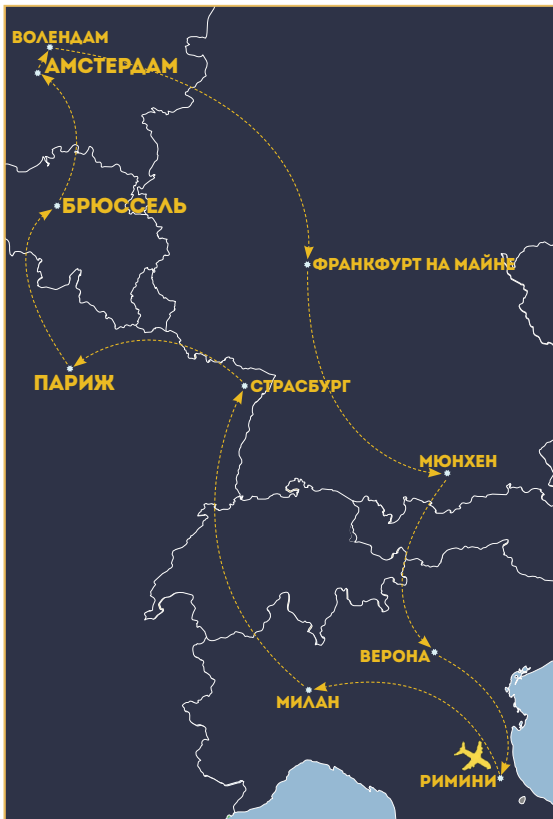 ВОЛЕНДАМ
АМСТЕРДАМ
БРЮССЕЛЬ
ФРАНКФУРТ НА МАЙНЕ
ПАРИЖ
СТРАСБУРГ
МЮНХЕН
ВЕРОНА
МИЛАН
РИМИНИ